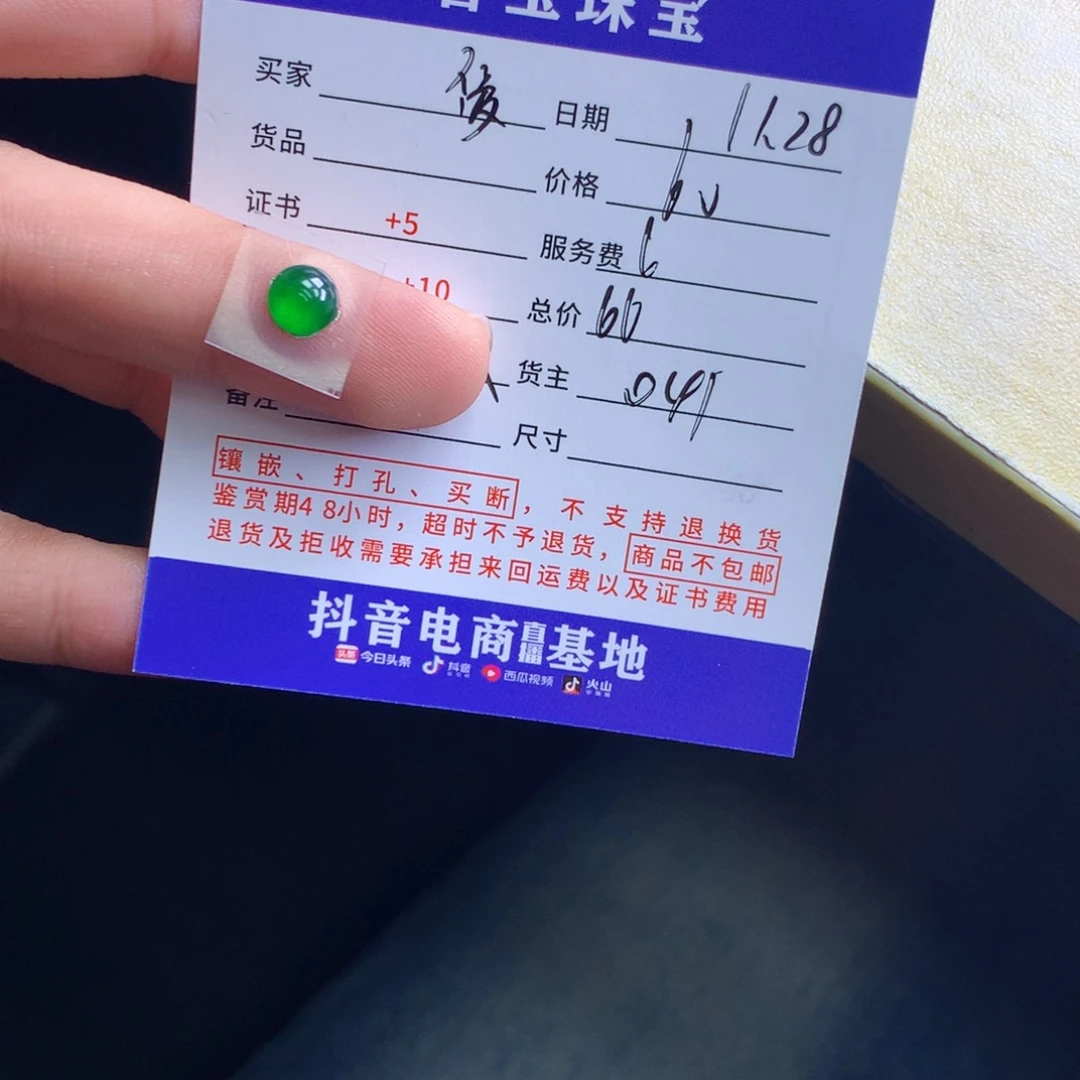 玉珠宝
买家 俊 日期 11.28
货品 价格 60
证书 +5 服务费 6
+10 总价 66
货主 041
备注 尺寸
镶嵌、打孔、买断，不支持退换货
鉴赏期48小时，超时不予退货，商品不包邮
退货及拒收需要承担来回运费以及证书费用
抖音电商直播基地
头条 今日头条 抖音 西瓜视频 火山